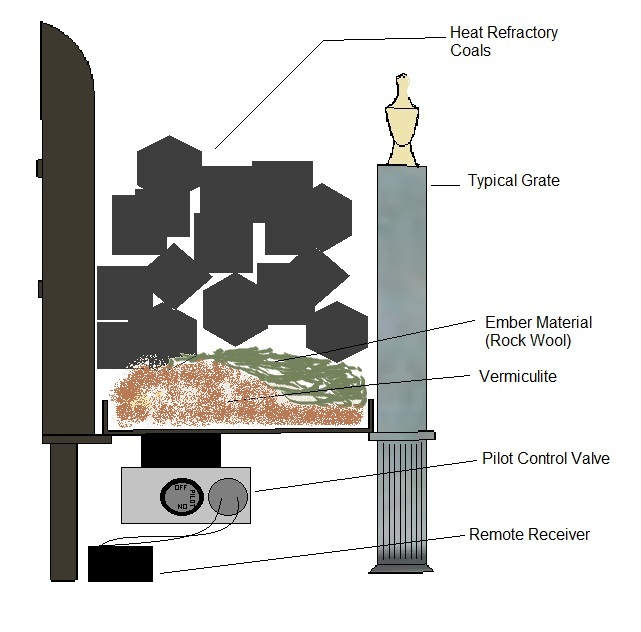 Heat Refractory
Coals
Typical Grate
Ember Material
(Rock Wool)
Vermiculite
Pilot Control Valve
OFF
PILOT
ON
Remote Receiver